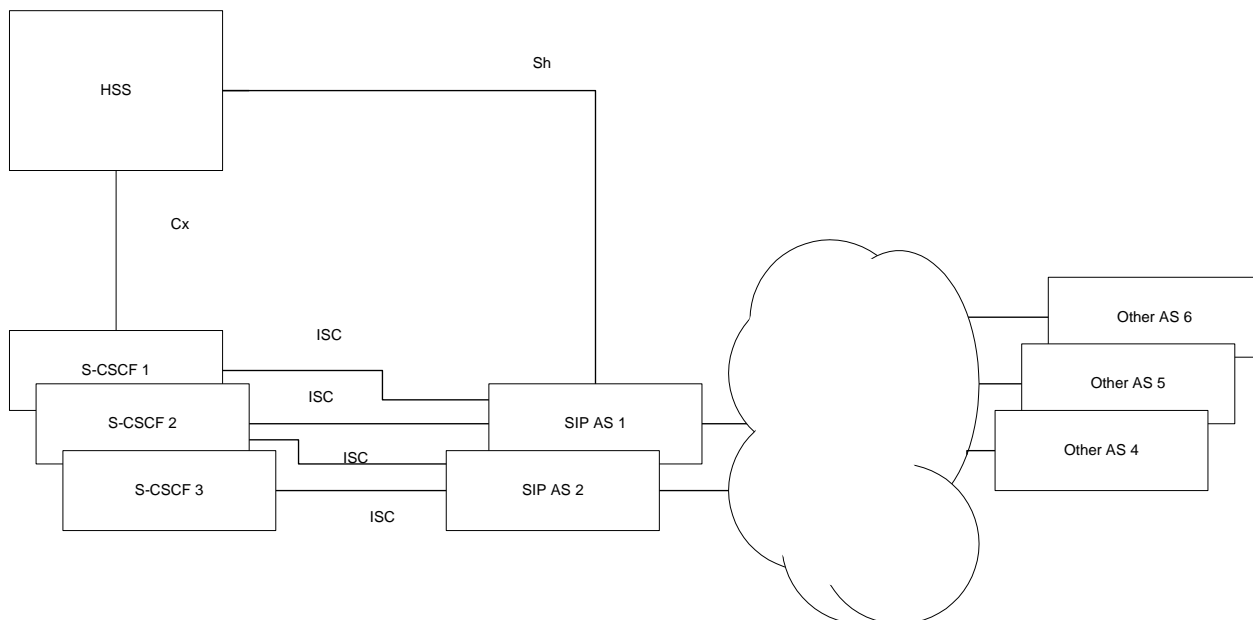 Sh
HSS
Cx
ISC
S-CSCF 1
ISC
S-CSCF 2
ISC
S-CSCF 3
ISC
SIP AS 1
SIP AS 2
Other AS 6
Other AS 5
Other AS 4